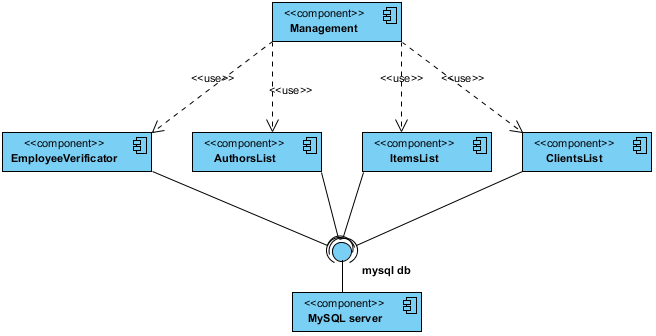 <<component>>
Management
<<use>>
<<use>>
<<use>>
<<use>>
<<component>>
EmployeeVerificator
<<component>>
AuthorsList
<<component>>
ItemsList
<<component>>
ClientsList
mysql db
<<component>>
MySQL server